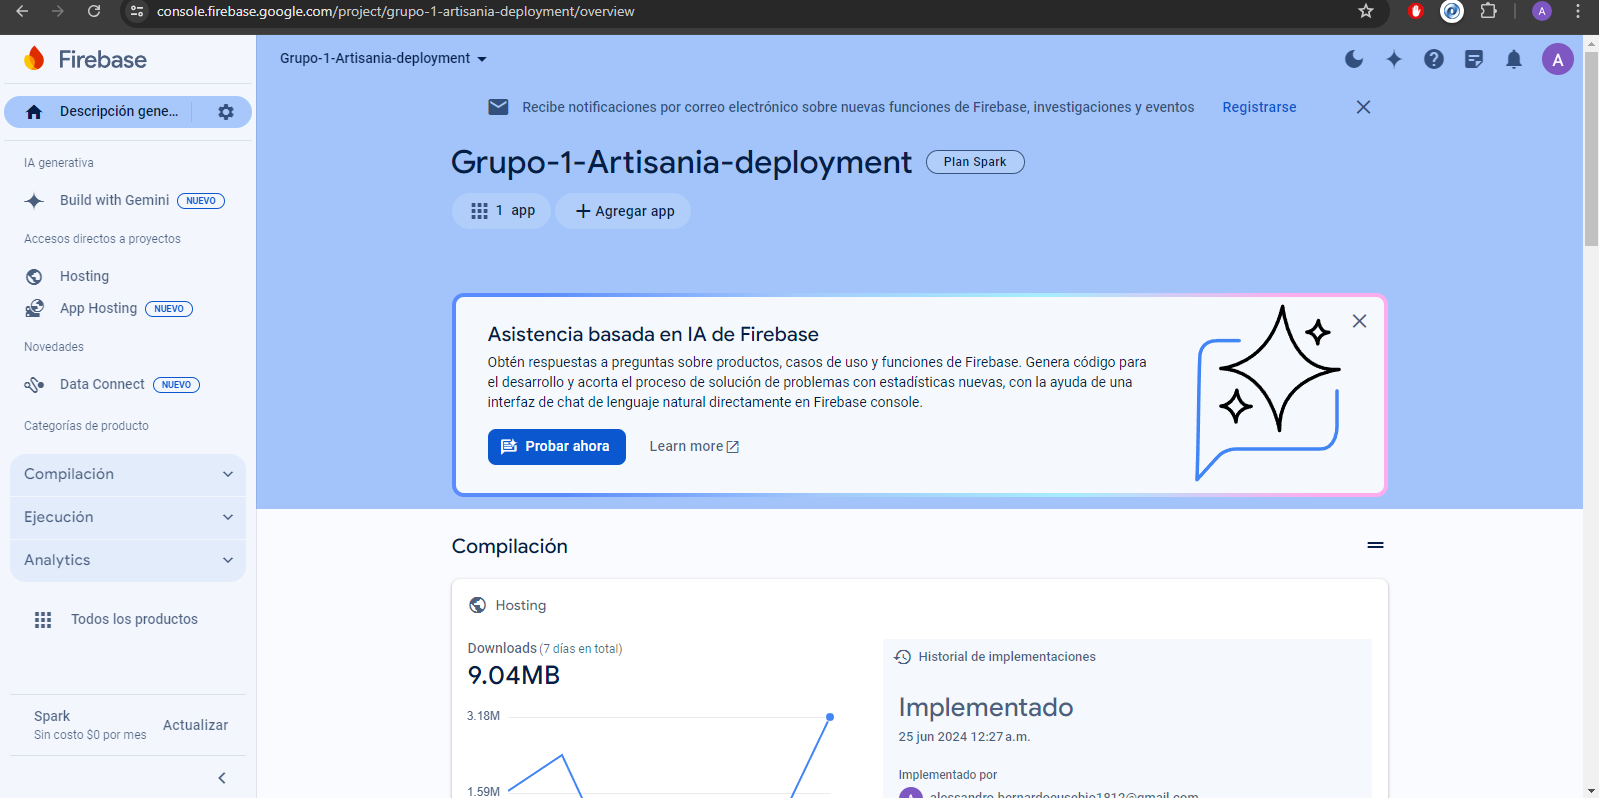 console.firebase.google.com/project/grupo-1-artisania-deployment/overview
A
Firebase
Grupo-1-Artisania-deployment
A
Descripción gene...
Recibe notificaciones por correo electrónico sobre nuevas funciones de Firebase, investigaciones y eventos
Registrarse
Grupo-1-Artisania-deployment
Plan Spark
1 app
Agregar app
IA generativa
Build with Gemini NUEVO
Accesos directos a proyectos
Hosting
App Hosting NUEVO
Novedades
Data Connect NUEVO
Categorías de producto
Compilación
Ejecución
Analytics
Todos los productos
Spark
Sin costo $0 por mes
Actualizar
Asistencia basada en IA de Firebase
Obtén respuestas a preguntas sobre productos, casos de uso y funciones de Firebase. Genera código para
el desarrollo y acorta el proceso de solución de problemas con estadísticas nuevas, con la ayuda de una
interfaz de chat de lenguaje natural directamente en Firebase console.
Probar ahora
Learn more
Compilación
Hosting
Downloads (7 días en total)
9.04MB
3.18M
1.59M
Historial de implementaciones
Implementado
25 jun 2024 12:27 a.m.
Implementado por
A
alessandro.bernardoeusebio1812@gmail.com